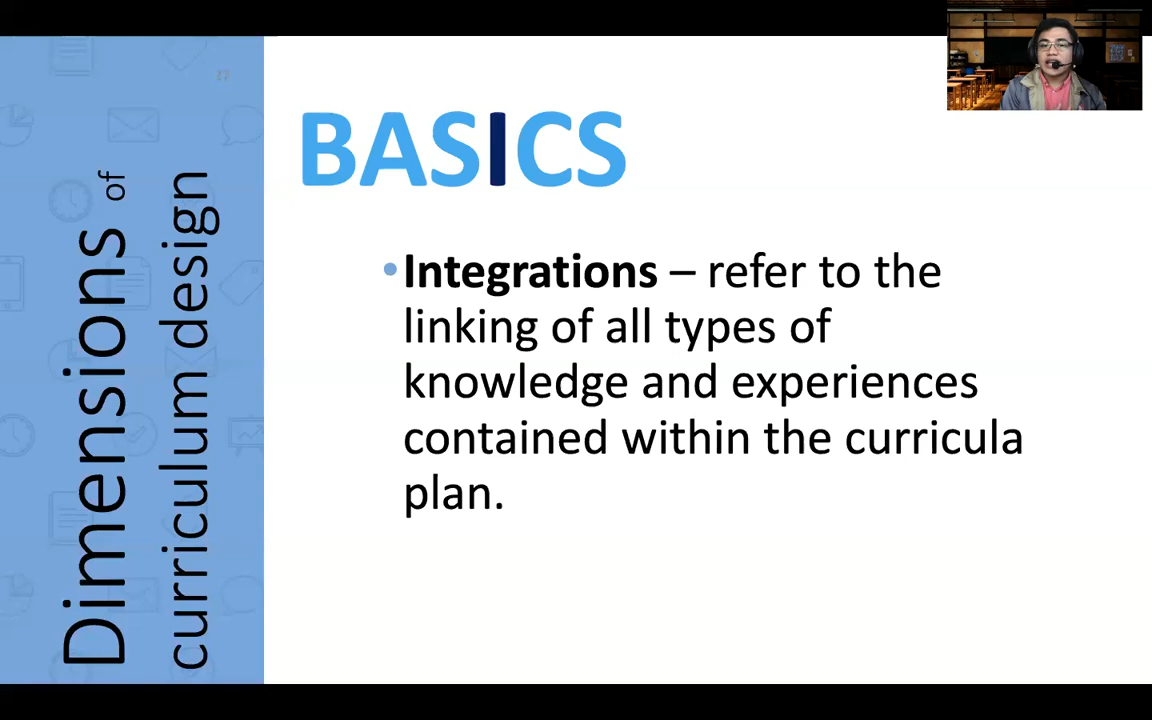 17
Dimensions of
curriculum design
BASICS
•Integrations – refer to the
linking of all types of
knowledge and experiences
contained within the curricula
plan.